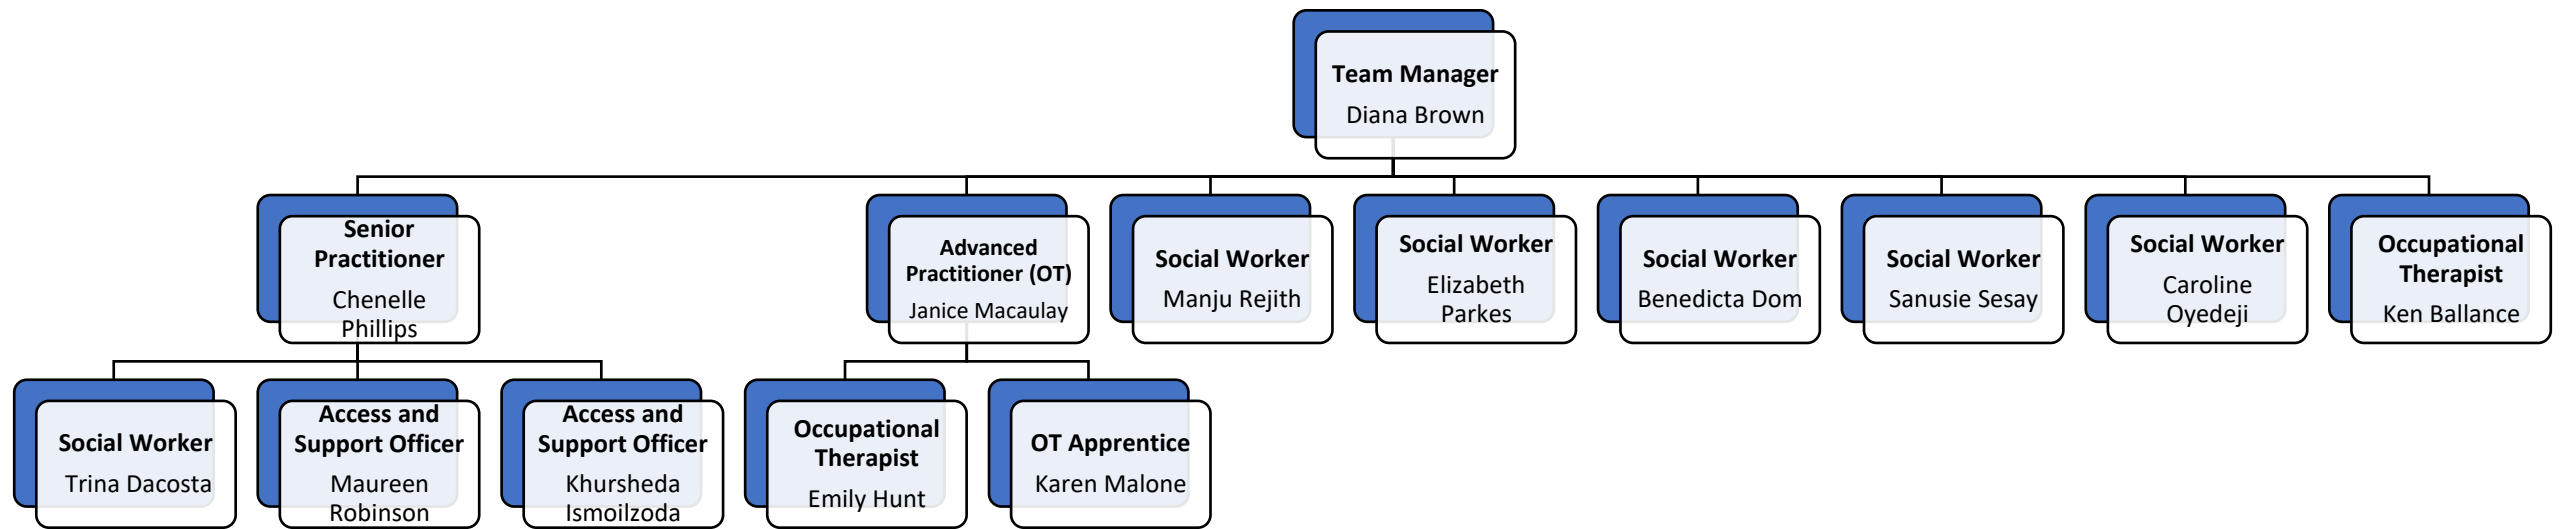 Team Manager
Diana Brown
Senior
Practitioner
Chenelle
Phillips
Advanced
Practitioner (OT)
Janice Macaulay
Social Worker
Manju Rejith
Social Worker
Elizabeth
Parkes
Social Worker
Benedicta Dom
Social Worker
Sanusie Sesay
Social Worker
Caroline
Oyedeji
Occupational
Therapist
Ken Ballance
Social Worker
Trina Dacosta
Access and
Support Officer
Maureen
Robinson
Access and
Support Officer
Khursheda
Ismoilzoda
Occupational
Therapist
Emily Hunt
OT Apprentice
Karen Malone